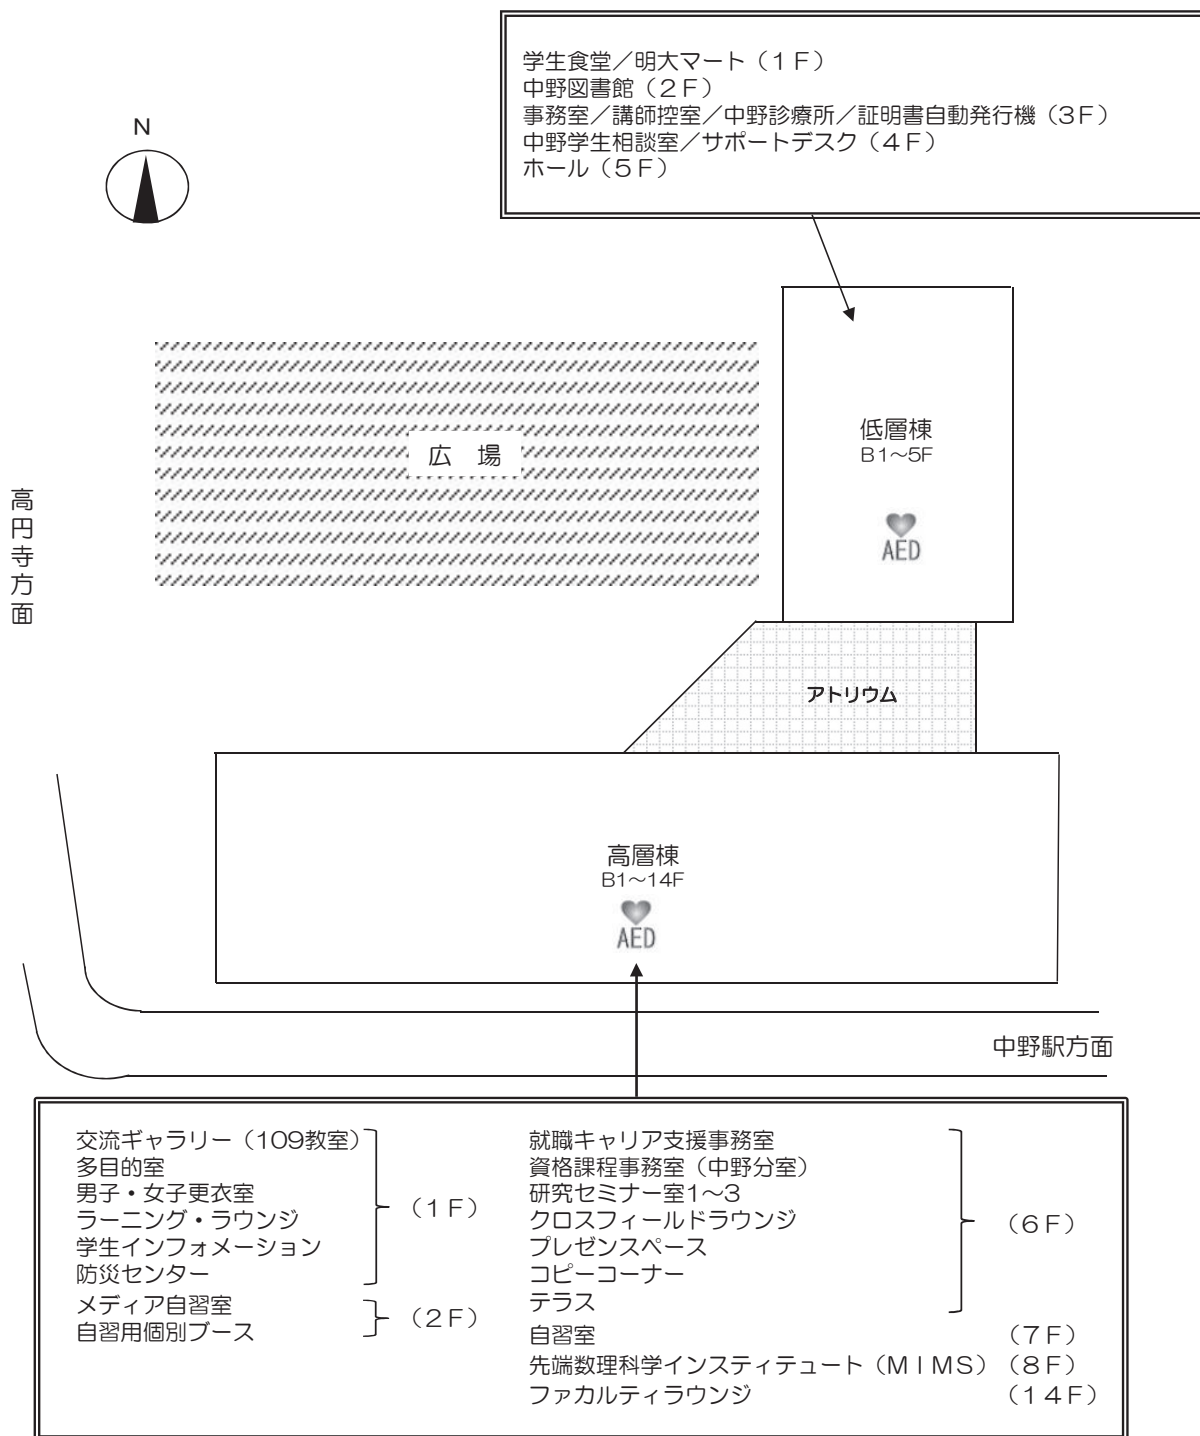 学生食堂／明大マート（１Ｆ）
中野図書館（２Ｆ）
事務室／講師控室／中野診療所／証明書自動発行機（３Ｆ）
中野学生相談室／サポートデスク（４Ｆ）
ホール（５Ｆ）
N
低層棟
B１～５F
AED
広　場
高円寺方面
アトリウム
高層棟
B1～14F
AED
中野駅方面
交流ギャラリー（109教室）
多目的室
男子・女子更衣室
ラーニング・ラウンジ
学生インフォメーション
防災センター
（１Ｆ）
メディア自習室
自習用個別ブース
（２Ｆ）
就職キャリア支援事務室
資格課程事務室（中野分室）
研究セミナー室1～3
クロスフィールドラウンジ
プレゼンスペース
コピーコーナー
テラス
（６Ｆ）
自習室　（７Ｆ）
先端数理科学インスティテュート（ＭＩＭＳ）（８Ｆ）
ファカルティラウンジ　（１４Ｆ）